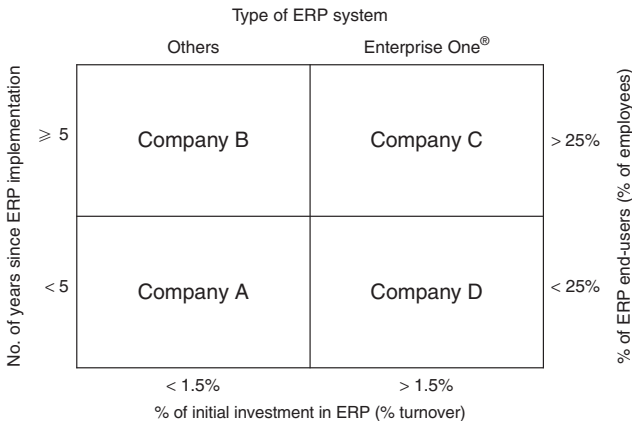 Type of ERP system
Others
Enterprise One®
No. of years since ERP implementation
⩾ 5
Company B
Company C
> 25%
% of ERP end-users (% of employees)
< 5
Company A
Company D
< 25%
< 1.5%
> 1.5%
% of initial investment in ERP (% turnover)